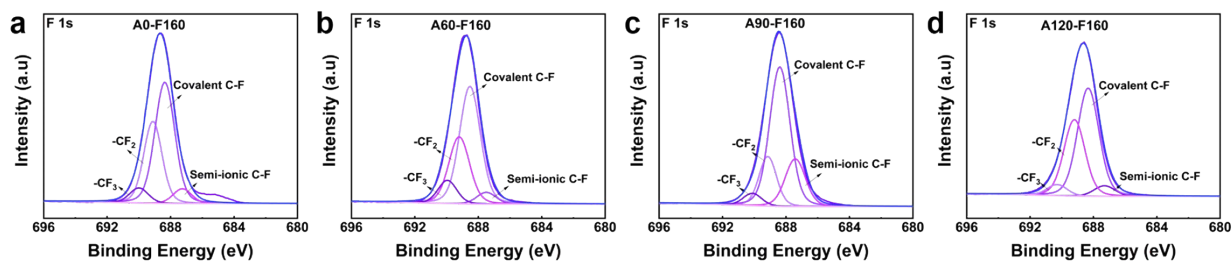 a
F 1s
A0-F160
Covalent C-F
-CF₂
-CF₃
Semi-ionic C-F
Intensity (a.u)
696 692 688 684 680
Binding Energy (eV)
b
F 1s
A60-F160
Covalent C-F
-CF₂
-CF₃
Semi-ionic C-F
Intensity (a.u)
696 692 688 684 680
Binding Energy (eV)
c
F 1s
A90-F160
Covalent C-F
-CF₂
Semi-ionic C-F
-CF₃
Intensity (a.u)
696 692 688 684 680
Binding Energy (eV)
d
F 1s
A120-F160
Covalent C-F
-CF₂
-CF₃
Semi-ionic C-F
Intensity (a.u)
696 692 688 684 680
Binding Energy (eV)